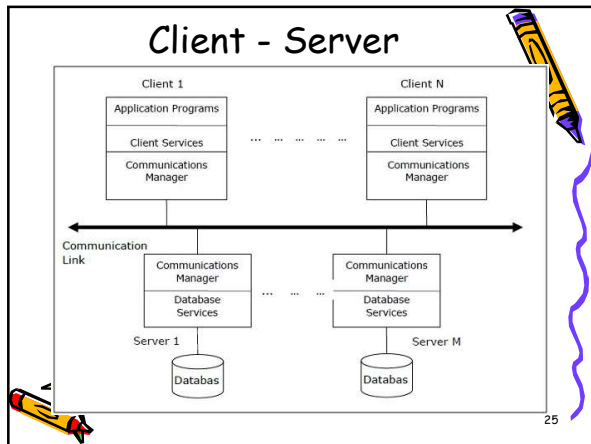 Client - Server
Client 1
Client N
Application Programs
Client Services
Communications
Manager
... ... ... ... ...
Application Programs
Client Services
Communications
Manager
Communication
Link
Communications
Manager
Database
Services
... ... ...
Communications
Manager
Database
Services
Server 1
Server M
Databas
Databas
25